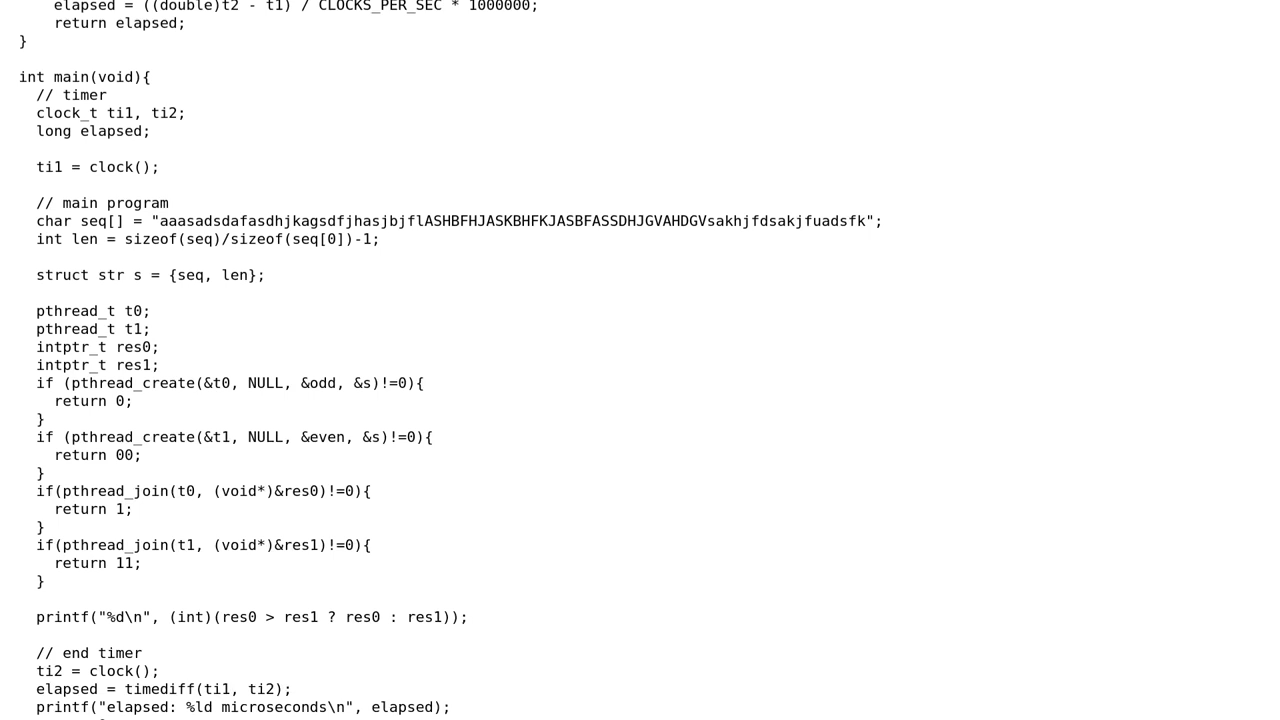 elapsed = ((double)t2 - t1) / CLOCKS_PER_SEC * 1000000;
    return elapsed;
}

int main(void){
  // timer
  clock_t ti1, ti2;
  long elapsed;

  ti1 = clock();

  // main program
  char seq[] = "aaasadsdafasdhjkagsdfjhasjbjflASHBFHJASKBHFKJASBFASSDHJGVAHDGVsakhjfdsakjfuadsfk";
  int len = sizeof(seq)/sizeof(seq[0])-1;

  struct str s = {seq, len};

  pthread_t t0;
  pthread_t t1;
  intptr_t res0;
  intptr_t res1;
  if (pthread_create(&t0, NULL, &odd, &s)!=0){
    return 0;
  }
  if (pthread_create(&t1, NULL, &even, &s)!=0){
    return 00;
  }
  if(pthread_join(t0, (void*)&res0)!=0){
    return 1;
  }
  if(pthread_join(t1, (void*)&res1)!=0){
    return 11;
  }

  printf("%d\n", (int)(res0 > res1 ? res0 : res1));

  // end timer
  ti2 = clock();
  elapsed = timediff(ti1, ti2);
  printf("elapsed: %ld microseconds\n", elapsed);